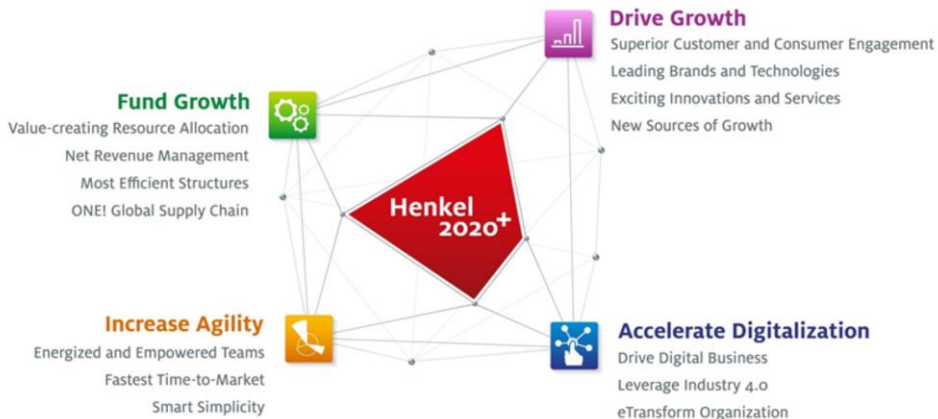 Drive Growth
Superior Customer and Consumer Engagement
Leading Brands and Technologies
Exciting Innovations and Services
New Sources of Growth
Fund Growth
Value-creating Resource Allocation
Net Revenue Management
Most Efficient Structures
ONE! Global Supply Chain
Henkel
2020+
Increase Agility
Energized and Empowered Teams
Fastest Time-to-Market
Smart Simplicity
Accelerate Digitalization
Drive Digital Business
Leverage Industry 4.0
eTransform Organization